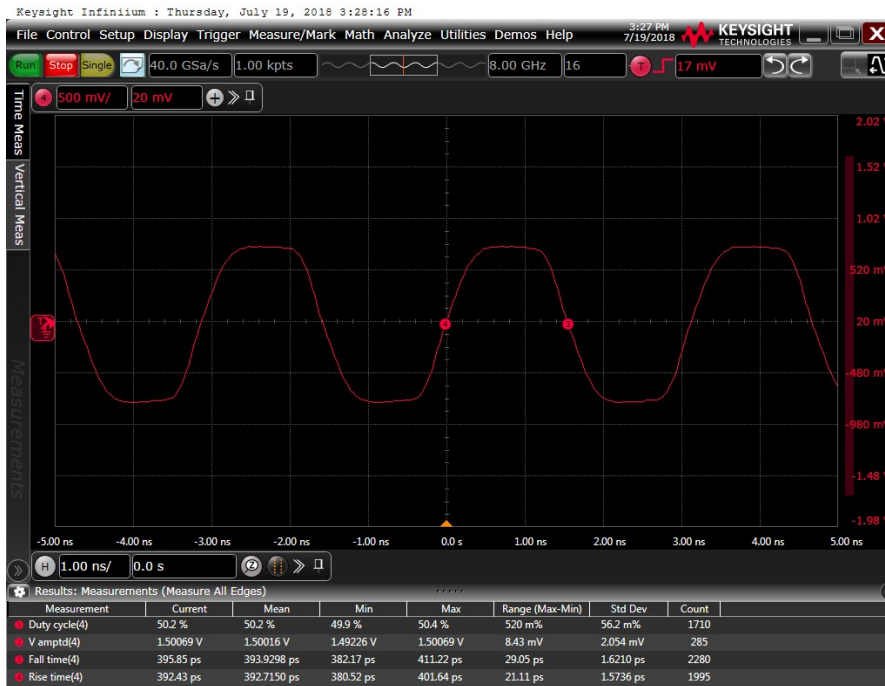 Keysight Infiniium : Thursday, July 19, 2018 3:28:16 PM
File Control Setup Display Trigger Measure/Mark Math Analyze Utilities Demos Help
3:27 PM
7/19/2018
KEYSIGHT
TECHNOLOGIES
Run Stop Single 40.0 GSa/s 1.00 kpts 8.00 GHz 16 T 17 mV
4 500 mV/ 20 mV
Time Meas
Vertical Meas
Measurements
2.02
1.52
1.02
520 m
20 m
-480 m
-980 m
-1.48
-1.98
4 3
-5.00 ns -4.00 ns -3.00 ns -2.00 ns -1.00 ns 0.0 s 1.00 ns 2.00 ns 3.00 ns 4.00 ns 5.00 ns
H 1.00 ns/ 0.0 s
Results: Measurements (Measure All Edges)
Measurement Current Mean Min Max Range (Max-Min) Std Dev Count
1 Duty cycle(4) 50.2 % 50.2 % 49.9 % 50.4 % 520 m% 56.2 m% 1710
2 V amptd(4) 1.50069 V 1.50016 V 1.49226 V 1.50069 V 8.43 mV 2.054 mV 285
3 Fall time(4) 395.85 ps 393.9298 ps 382.17 ps 411.22 ps 29.05 ps 1.6210 ps 2280
4 Rise time(4) 392.43 ps 392.7150 ps 380.52 ps 401.64 ps 21.11 ps 1.5736 ps 1995